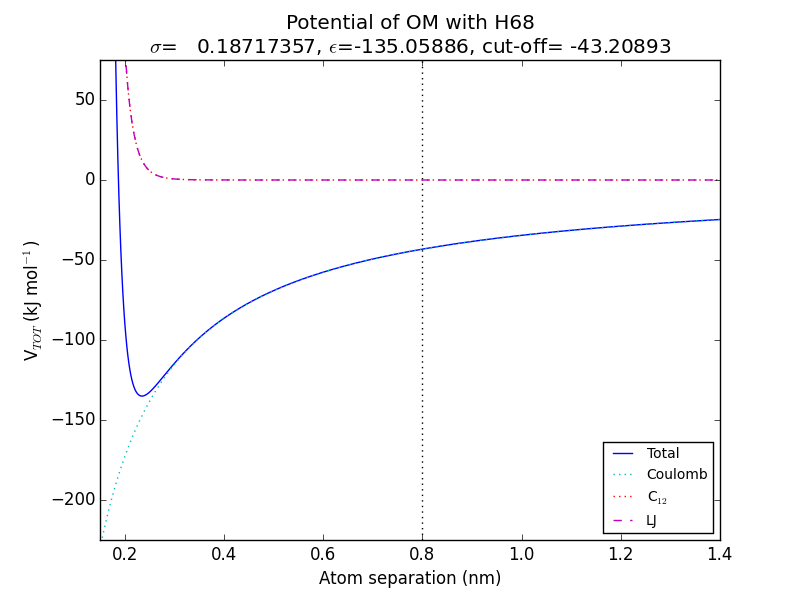 Potential of OM with H68
σ= 0.18717357, ϵ=-135.05886, cut-off= -43.20893
50
0
−50
−100
−150
−200
V_TOT (kJ mol⁻¹)
Total
Coulomb
C₁₂
LJ
0.2 0.4 0.6 0.8 1.0 1.2 1.4
Atom separation (nm)